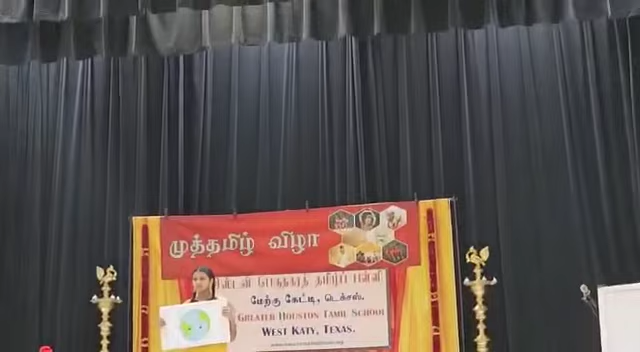 முத்தமிழ் விழா
மேற்கு கேட்டி, டெக்சஸ்.
GREATER HOUSTON TAMIL SCHOOL
WEST KATY, TEXAS.